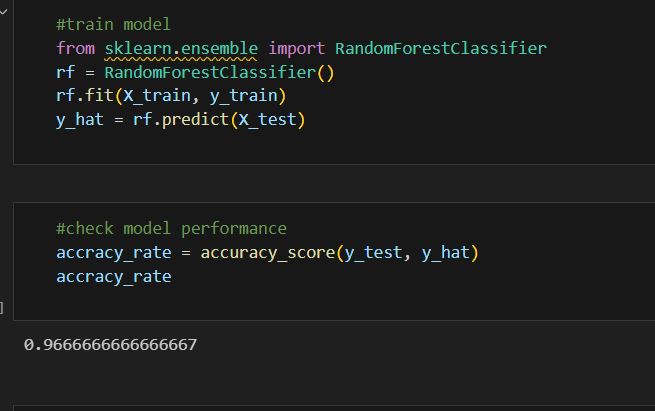 #train model
from sklearn.ensemble import RandomForestClassifier
rf = RandomForestClassifier()
rf.fit(X_train, y_train)
y_hat = rf.predict(X_test)
#check model performance
accracy_rate = accuracy_score(y_test, y_hat)
accracy_rate
]
0.9666666666666667